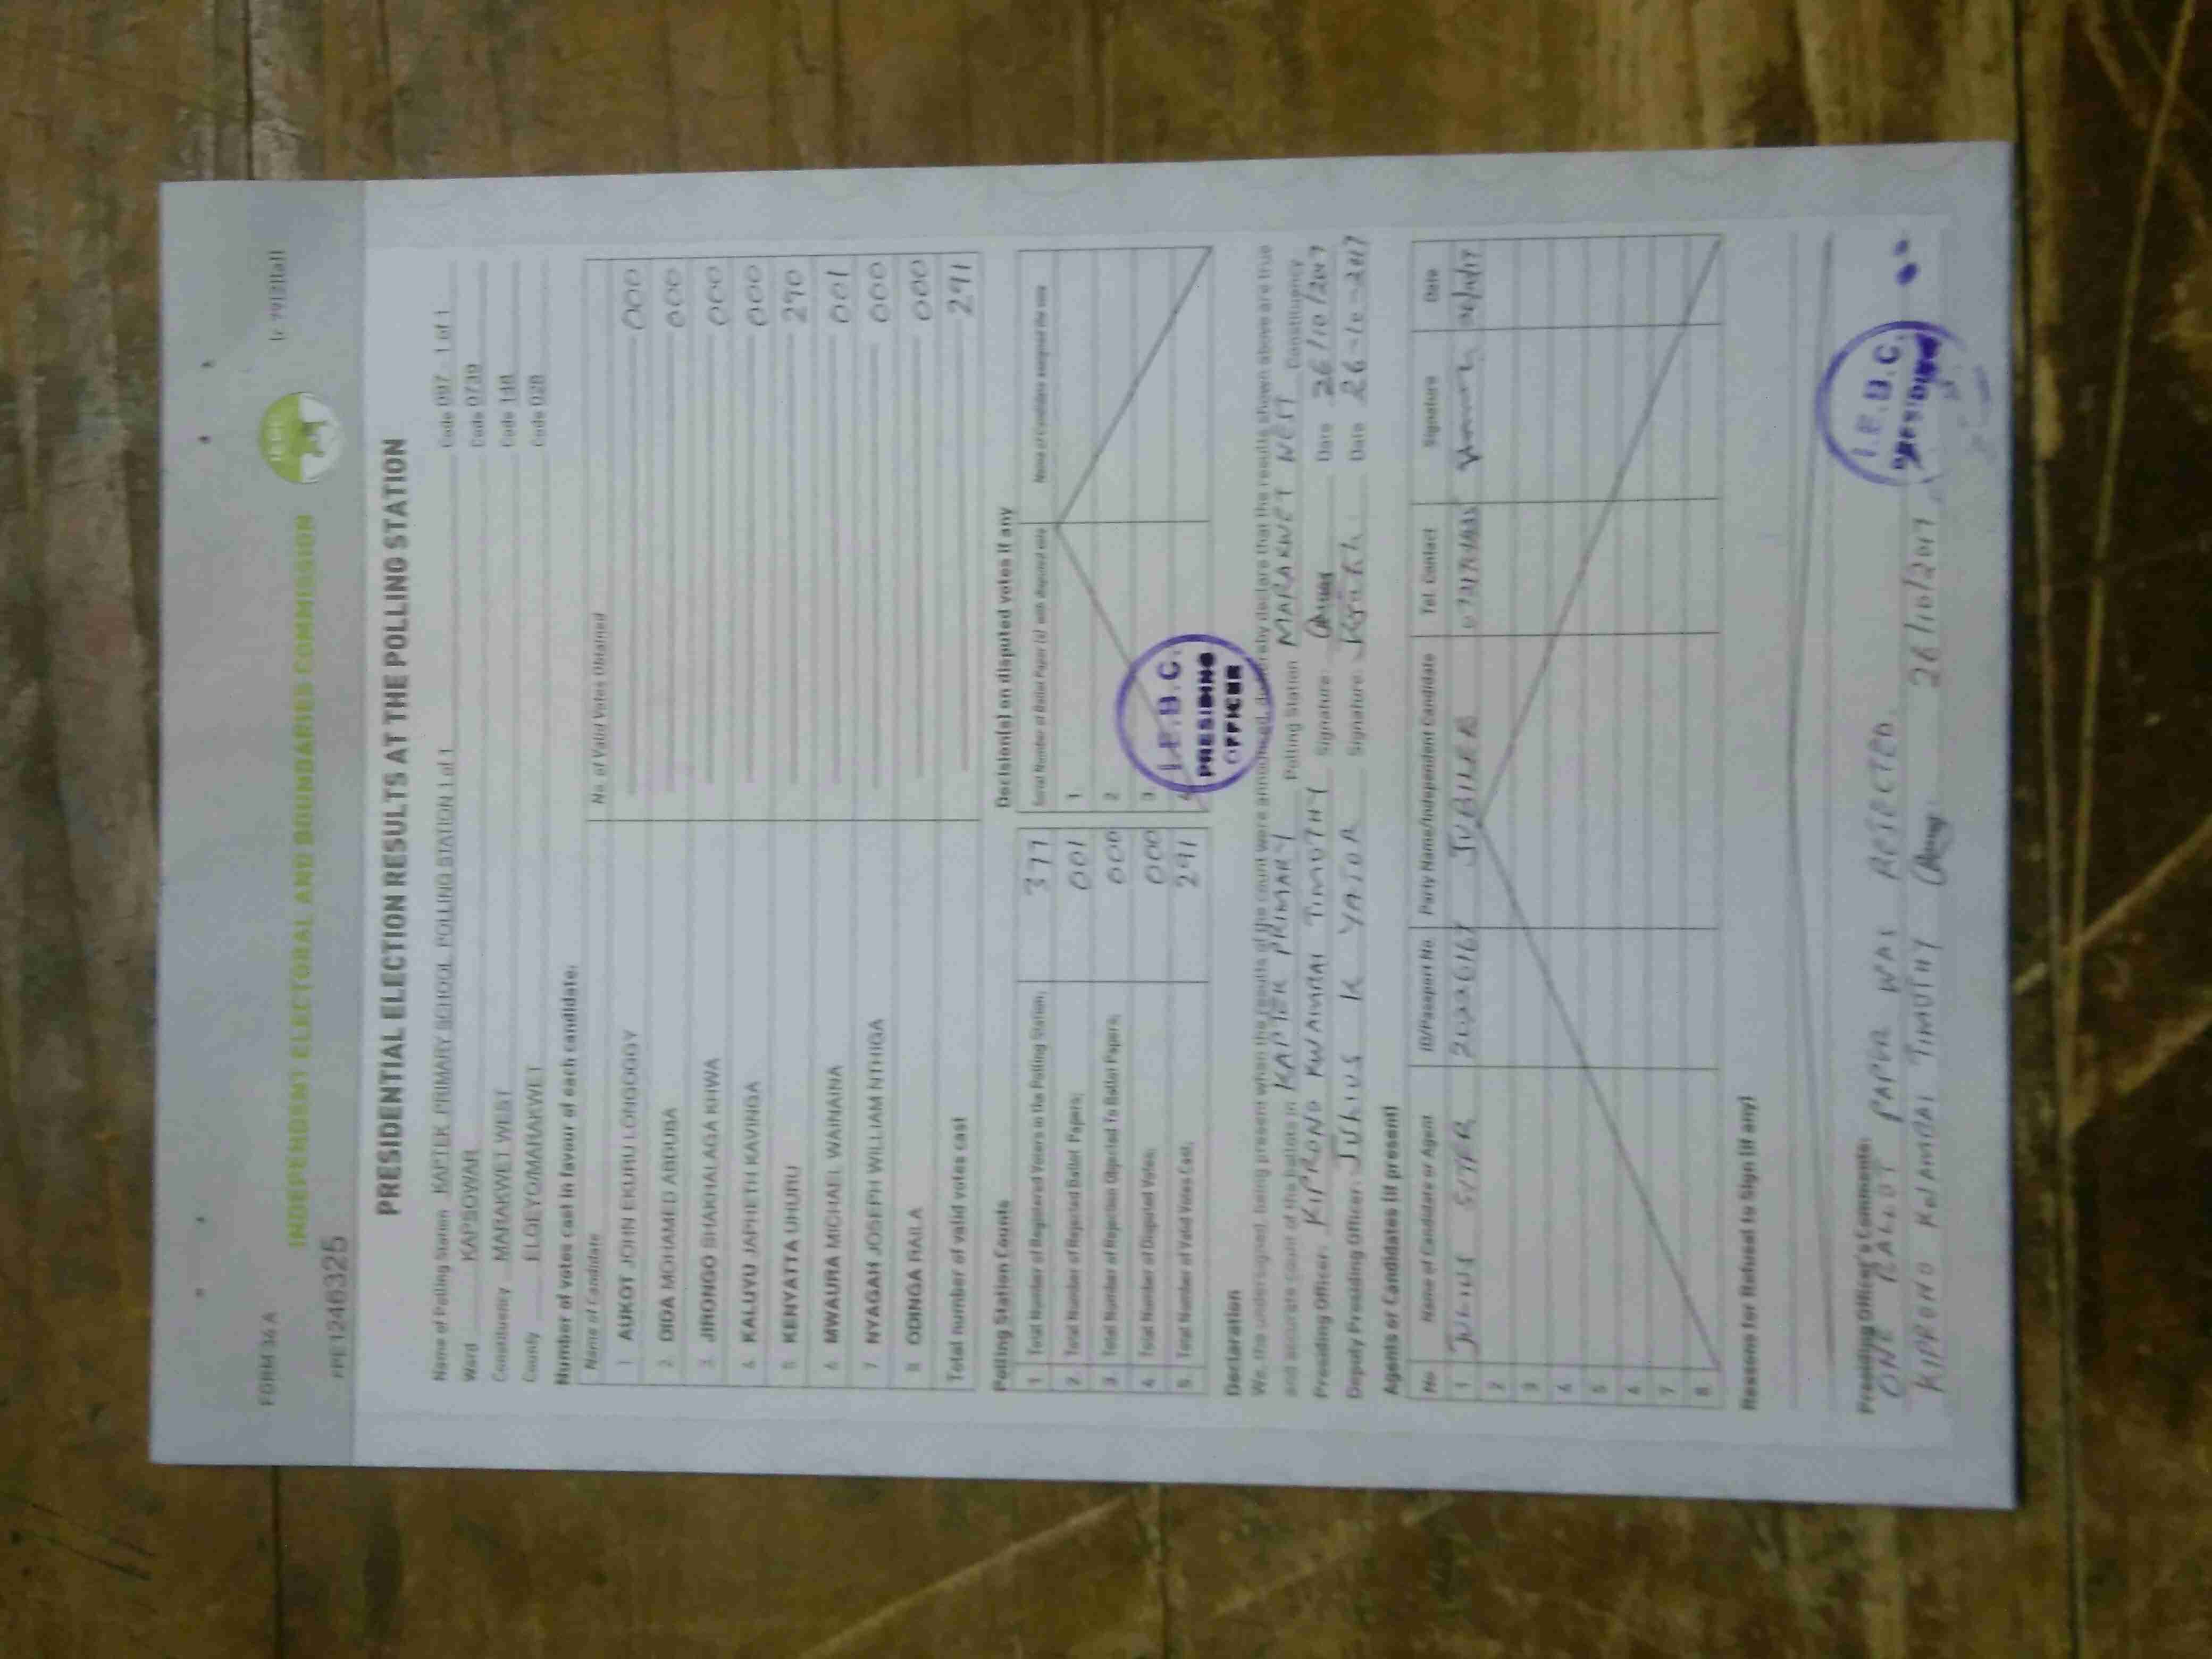 FORM 34 A
INDEPENDENT ELECTORAL AND BOUNDARIES COMMISSION
(r. 79(2)(a))
PE1246325
PRESIDENTIAL ELECTION RESULTS AT THE POLLING STATION
Name of Polling Station KAPTEK PRIMARY SCHOOL POLLING STATION 1 of 1 Code 097 - 1 of 1
Ward KAPSOWAR Code 0739
Constituency MARAKWET WEST Code 148
County ELGEYO/MARAKWET Code 028
Number of votes cast in favour of each candidate:
Name of Candidate No. of Valid Votes Obtained
1 AUKOT JOHN EKURU LONGOGGY 000
2 DIDA MOHAMED ABDUBA 000
3 JIRONGO SHAKHALAGA KHWA 000
4 KALUYU JAPHETH KAVINGA 000
5 KENYATTA UHURU 290
6 MWAURA MICHAEL WAINAINA 001
7 NYAGAH JOSEPH WILLIAM NTHIGA 000
8 ODINGA RAILA 000
Total number of valid votes cast 291
Polling Station Counts
1 Total Number of Registered Voters in the Polling Station; 377
2. Total Number of Rejected Ballot Papers; 001
3. Total Number of Rejection Objected To Ballot Papers; 000
4 Total Number of Disputed Votes; 000
5. Total Number of Valid Votes Cast; 291
Decision(s) on disputed votes if any
Serial Number of Ballot Paper (s) with disputed vote Name of Candidate assigned the vote
1
2
3
4
I.E.B.C.
PRESIDING
OFFICER
Declaration
We, the undersigned, being present when the results of the count were announced, do hereby declare that the results shown above are true
and accurate count of the ballots in KAPTEK PRIMARY Polling Station MARAKWET WEST Constituency
Presiding Officer: KIPRONO KWAMBAI TIMOTHY Signature: Date 26/10/2017
Deputy Presiding Officer: JULIUS K YATOR Signature: Date 26-10-2017
Agents or Candidates (if present)
No Name of Candidate or Agent ID/Passport No Party Name/Independent Candidate Tel. Contact Signature Date
1 JULIUS JUBILEE
2
3
4
5
6
7
8
Reasons for Refusal to Sign (if any)
Presiding Officer's Comments:
ONE BALLOT PAPER WAS REJECTED.
KIPRONO KWAMBAI TIMOTHY 26/10/2017
I.E.B.C.
PRESIDING